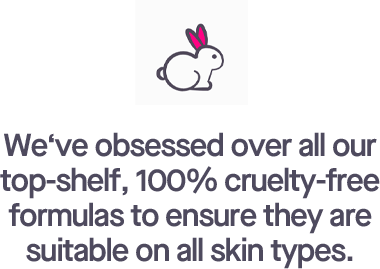 We‘ve obsessed over all our
top-shelf, 100% cruelty-free
formulas to ensure they are
suitable on all skin types.